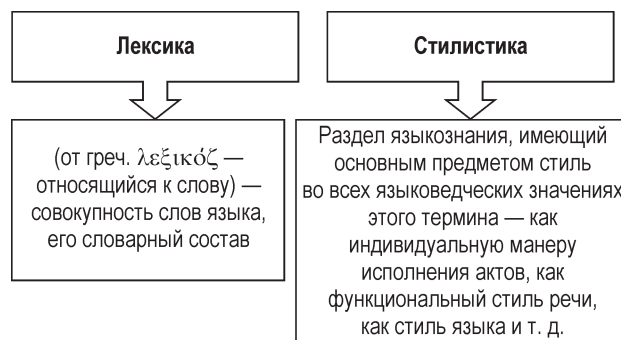 Лексика
(от греч. λεξικόζ —
относящийся к слову) —
совокупность слов языка,
его словарный состав
Стилистика
Раздел языкознания, имеющий
основным предметом стиль
во всех языковедческих значениях
этого термина — как
индивидуальную манеру
исполнения актов, как
функциональный стиль речи,
как стиль языка и т. д.